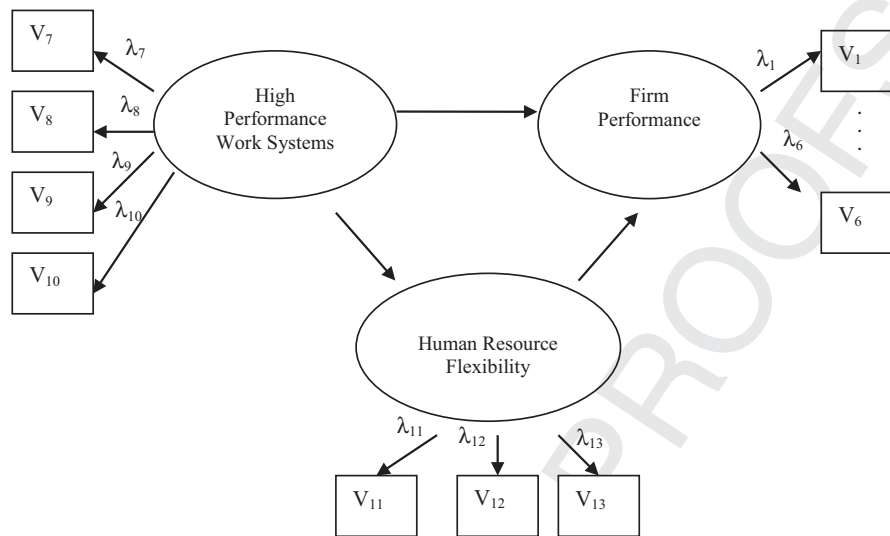 V₇
λ₇
V₈
λ₈
V₉
λ₉
V₁₀
λ₁₀
High
Performance
Work Systems
Firm
Performance
λ₁
V₁
.
.
.
λ₆
V₆
Human Resource
Flexibility
λ₁₁
λ₁₂
λ₁₃
V₁₁
V₁₂
V₁₃
PROOFS